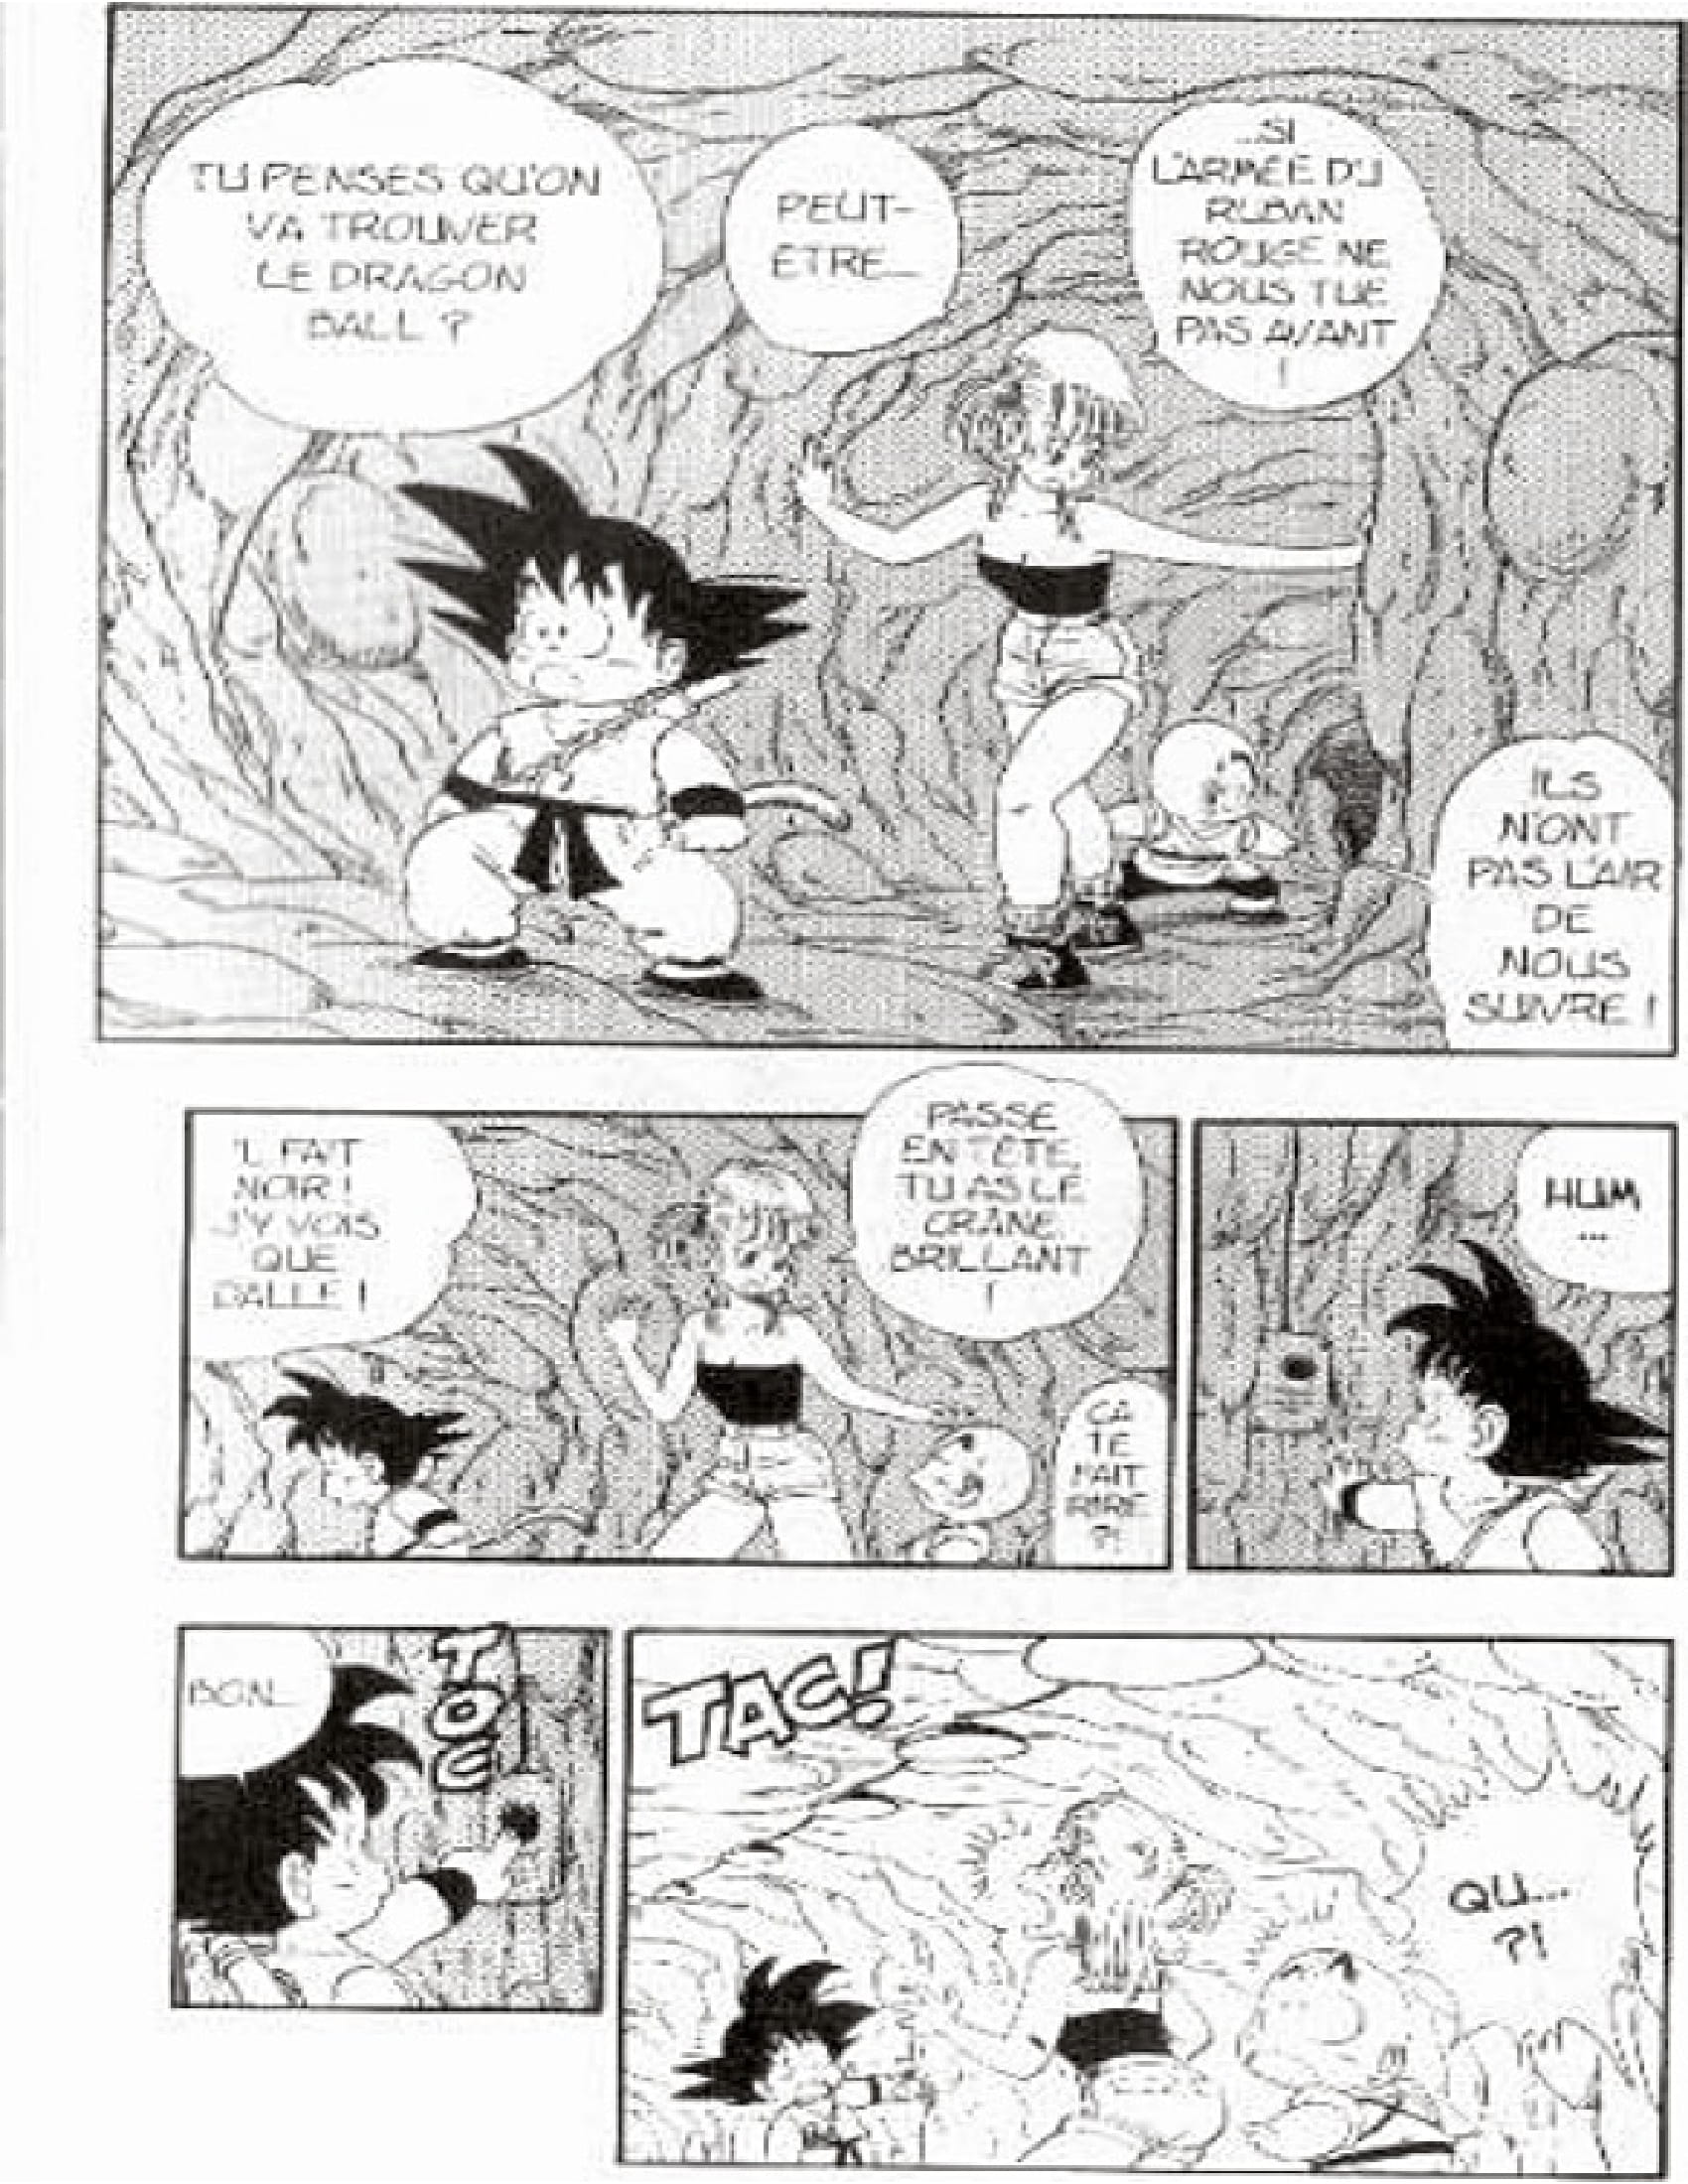 TU PENSES QU'ON
VA TROUVER
LE DRAGON
BALL ?
PEUT-
ÊTRE...
...SI
L'ARMÉE DU
RUBAN
ROUGE NE
NOUS TUE
PAS AVANT
!
ILS
N'ONT
PAS L'AIR
DE
NOUS
SUIVRE !
IL FAIT
NOIR !
J'Y VOIS
QUE
DALLE !
PASSE
EN TÊTE,
TU AS LE
CRÂNE
BRILLANT
!
ÇA
TE
FAIT
RIRE
?!
HUM
...
BON...
TOC
TAC!
QU...
?!